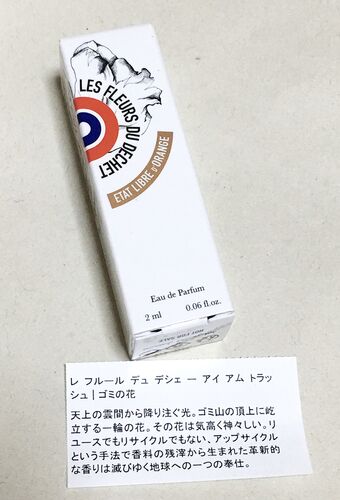 LES FLEURS DU DECHET
ETAT LIBRE D'ORANGE
Eau de Parfum
2 ml 0.06 fl.oz.
NOT FOR SALE
レ フルール デュ デシェ ー アイ アム トラッ
シュ | ゴミの花
天上の雲間から降り注ぐ光。ゴミ山の頂上に屹
立する一輪の花。その花は気高く神々しい。リ
ユースでもリサイクルでもない、アップサイクル
という手法で香料の残滓から生まれた革新的
な香りは滅びゆく地球への一つの奉仕。